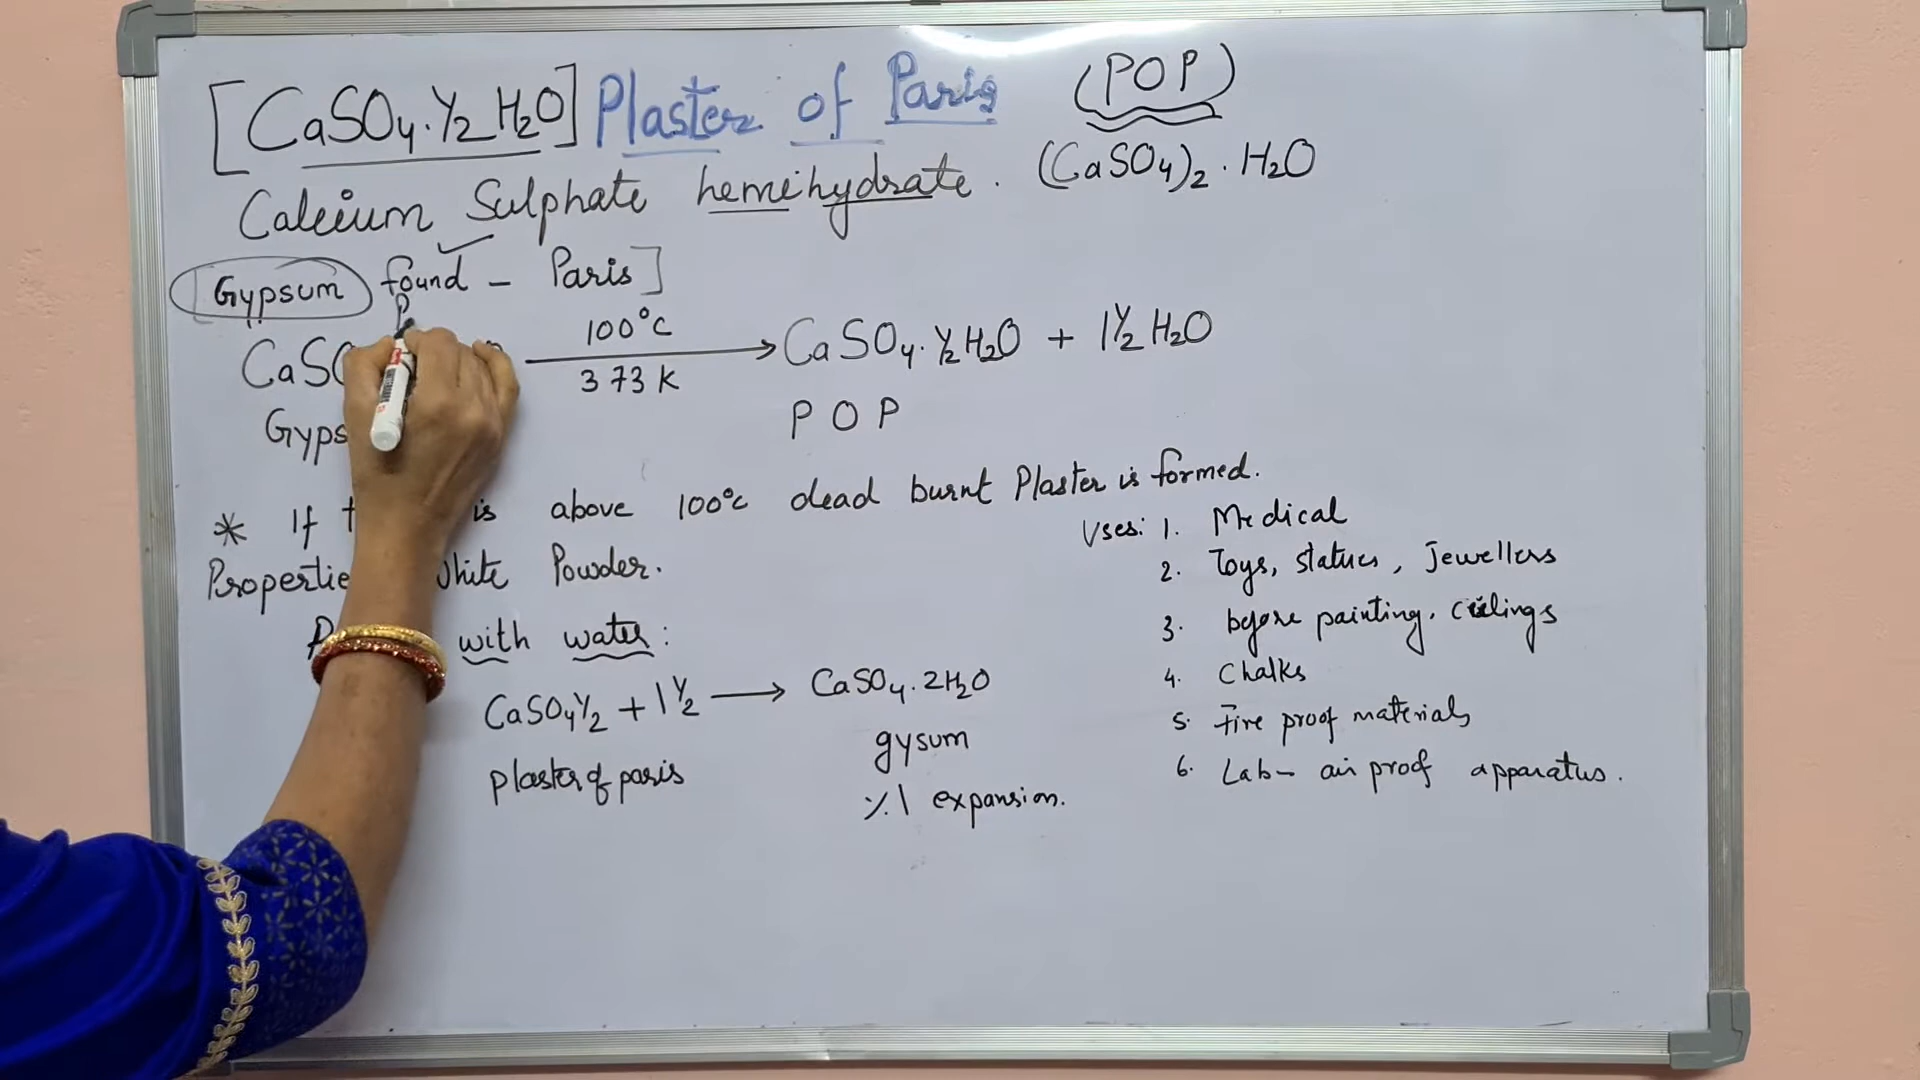 [CaSO₄.½H₂O] Plaster of Paris (POP)
Calcium Sulphate hemihydrate. (CaSO₄)₂.H₂O
[Gypsum found - Paris]
CaSO 100°C CaSO₄.½H₂O + 1½H₂O
373 K
Gyps POP
* If t is above 100°C dead burnt Plaster is formed.
Propertie White Powder.
with water:
CaSO₄½ + 1½ → CaSO₄.2H₂O
plaster of paris gysum
%1 expansion.
Uses: 1. Medical
2. Toys, statues, Jewellers
3. before painting. ceilings
4. Chalks
5. Fire proof materials
6. Lab- air proof apparatus.